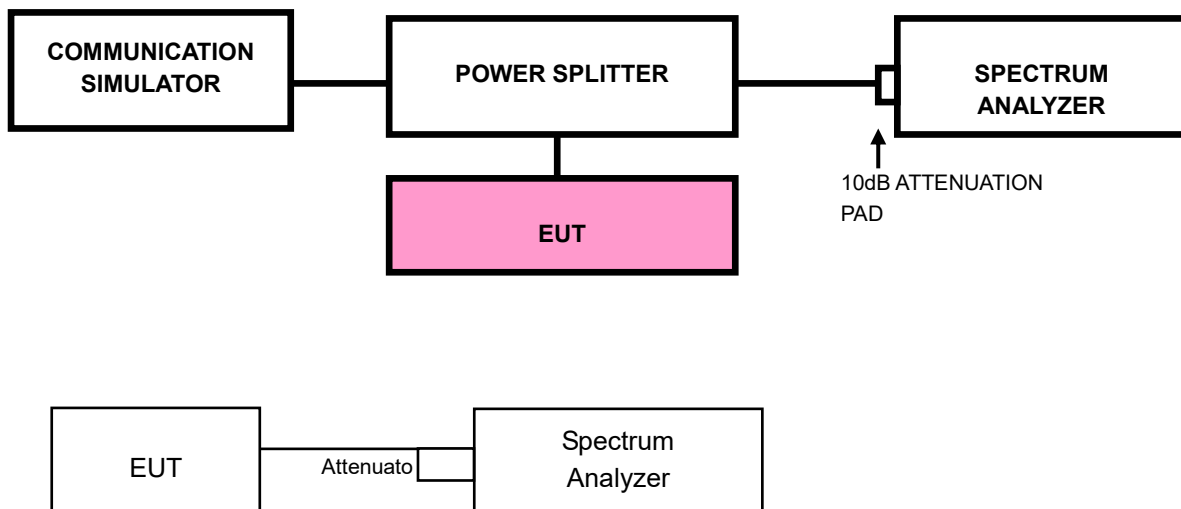 COMMUNICATION
SIMULATOR
POWER SPLITTER
SPECTRUM
ANALYZER
10dB ATTENUATION
PAD
EUT
EUT
Attenuato
Spectrum
Analyzer